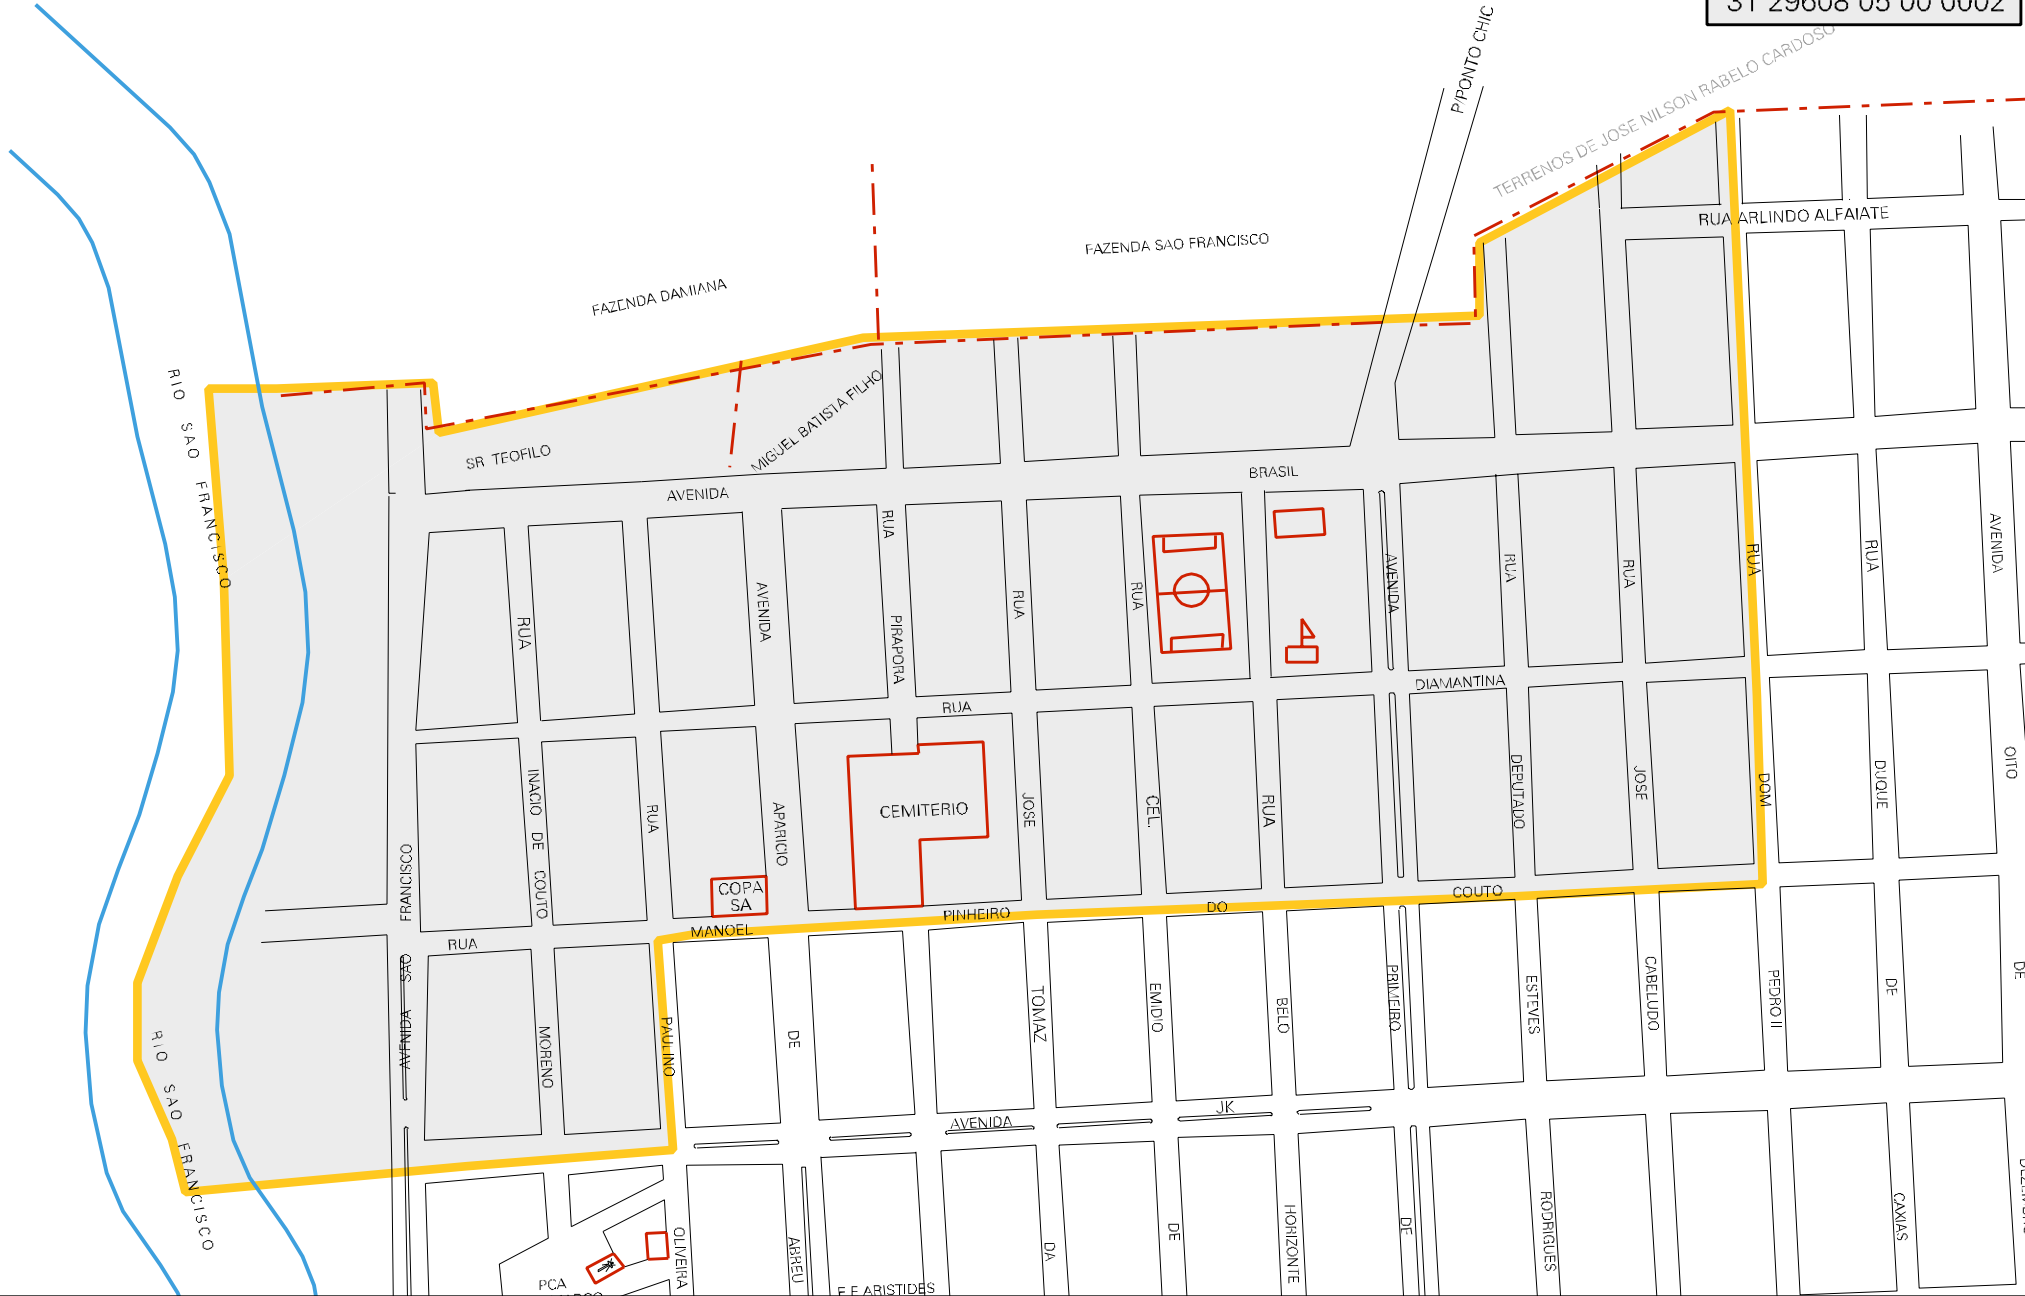 31 29608 05 00 0002
P/PONTO CHIC
TERRENOS DE JOSE NILSON RABELO CARDOSO
RUA ARLINDO ALFAIATE
FAZENDA SAO FRANCISCO
FAZENDA DAMIANA
RIO SAO FRANCISCO
MIGUEL BATISTA FILHO
SR TEOFILO
AVENIDA
BRASIL
RUA
PIRAPORA
RUA
INACIO DE COUTO
MORENO
AVENIDA
APARICIO
DE
ABREU
RUA
JOSE
TOMAZ
DA
RUA
CEL.
EMIDIO
DE
RUA
BELO
HORIZONTE
AVENIDA
PRIMEIRO
DE
RUA
DEPUTADO
ESTEVES
RODRIGUES
RUA
JOSE
CABELUDO
RUA
DOM
PEDRO II
RUA
DUQUE
DE
CAXIAS
AVENIDA
OITO
DE
RUA
DIAMANTINA
RUA
PAULINO
OLIVEIRA
CEMITERIO
COPA
SA
AVENIDA SAO FRANCISCO
RUA
MANOEL
PINHEIRO
DO
COUTO
RIO SAO FRANCISCO
AVENIDA
JK
PCA
E.E.ARISTIDES